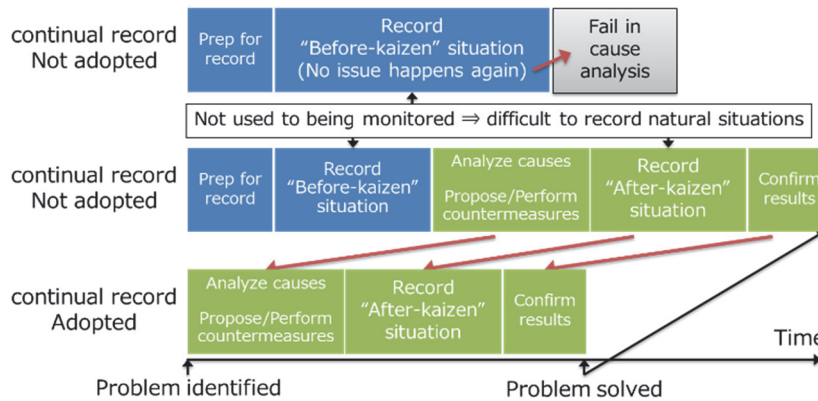 continual record
Not adopted
Prep for
record
Record
“Before-kaizen” situation
(No issue happens again)
Fail in
cause
analysis
Not used to being monitored ⇒ difficult to record natural situations
continual record
Not adopted
Prep for
record
Record
“Before-kaizen”
situation
Analyze causes
Propose/Perform
countermeasures
Record
“After-kaizen”
situation
Confirm
results
continual record
Adopted
Analyze causes
Propose/Perform
countermeasures
Record
“After-kaizen”
situation
Confirm
results
Time
Problem identified
Problem solved